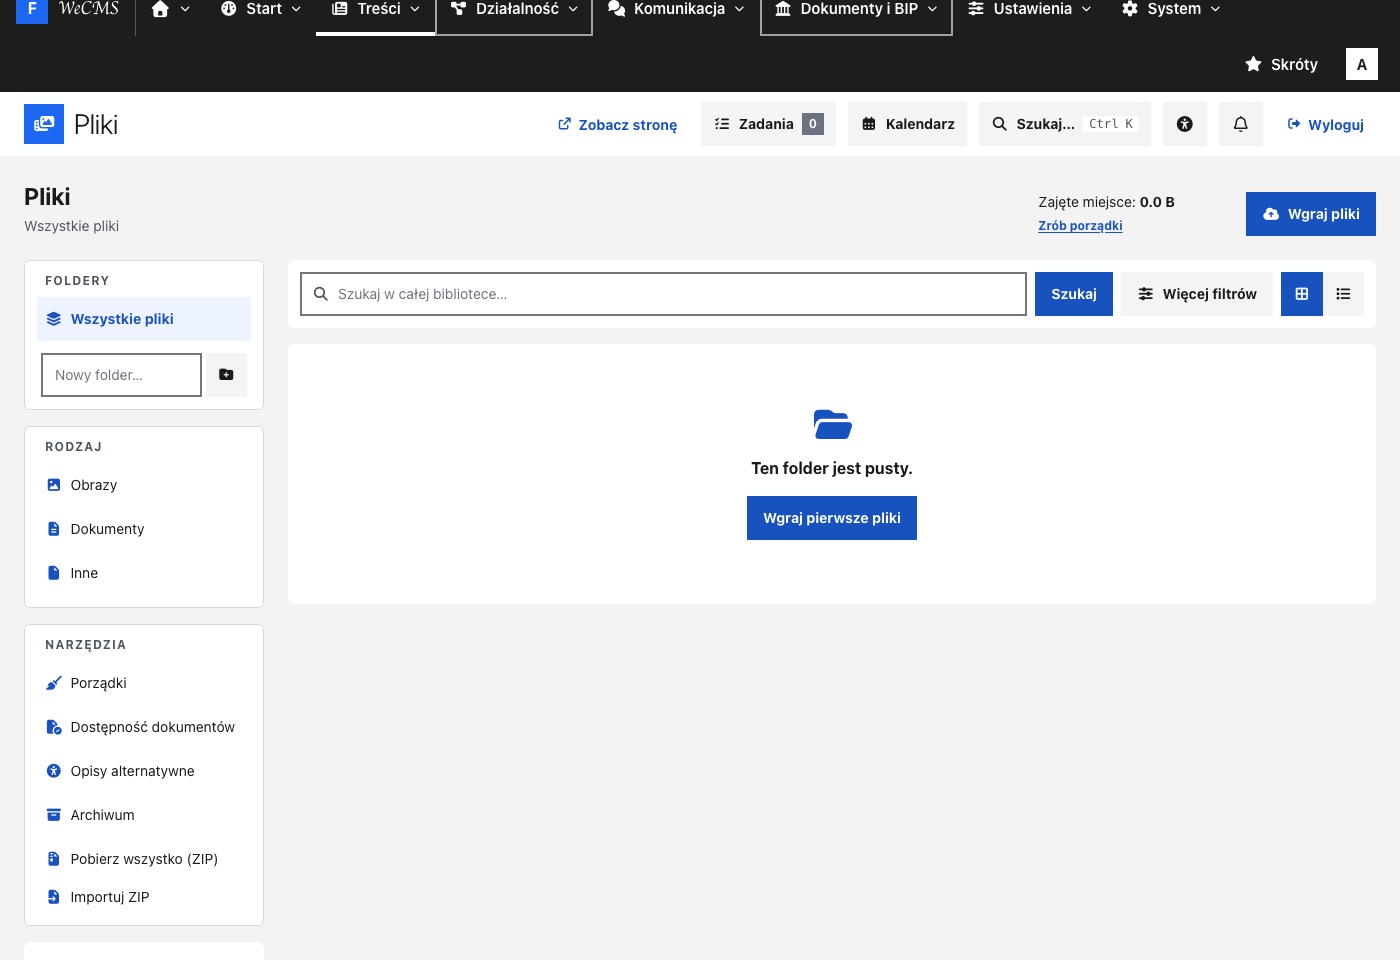 F WeCMS Start Treści Działalność Komunikacja Dokumenty i BIP Ustawienia System
Skróty A
Pliki Zobacz stronę Zadania 0 Kalendarz Szukaj... Ctrl K Wyloguj
Pliki
Wszystkie pliki
Zajęte miejsce: 0.0 B
Zrób porządki
Wgraj pliki
FOLDERY
Wszystkie pliki
Nowy folder...
RODZAJ
Obrazy
Dokumenty
Inne
NARZĘDZIA
Porządki
Dostępność dokumentów
Opisy alternatywne
Archiwum
Pobierz wszystko (ZIP)
Importuj ZIP
Szukaj w całej bibliotece... Szukaj Więcej filtrów
Ten folder jest pusty.
Wgraj pierwsze pliki